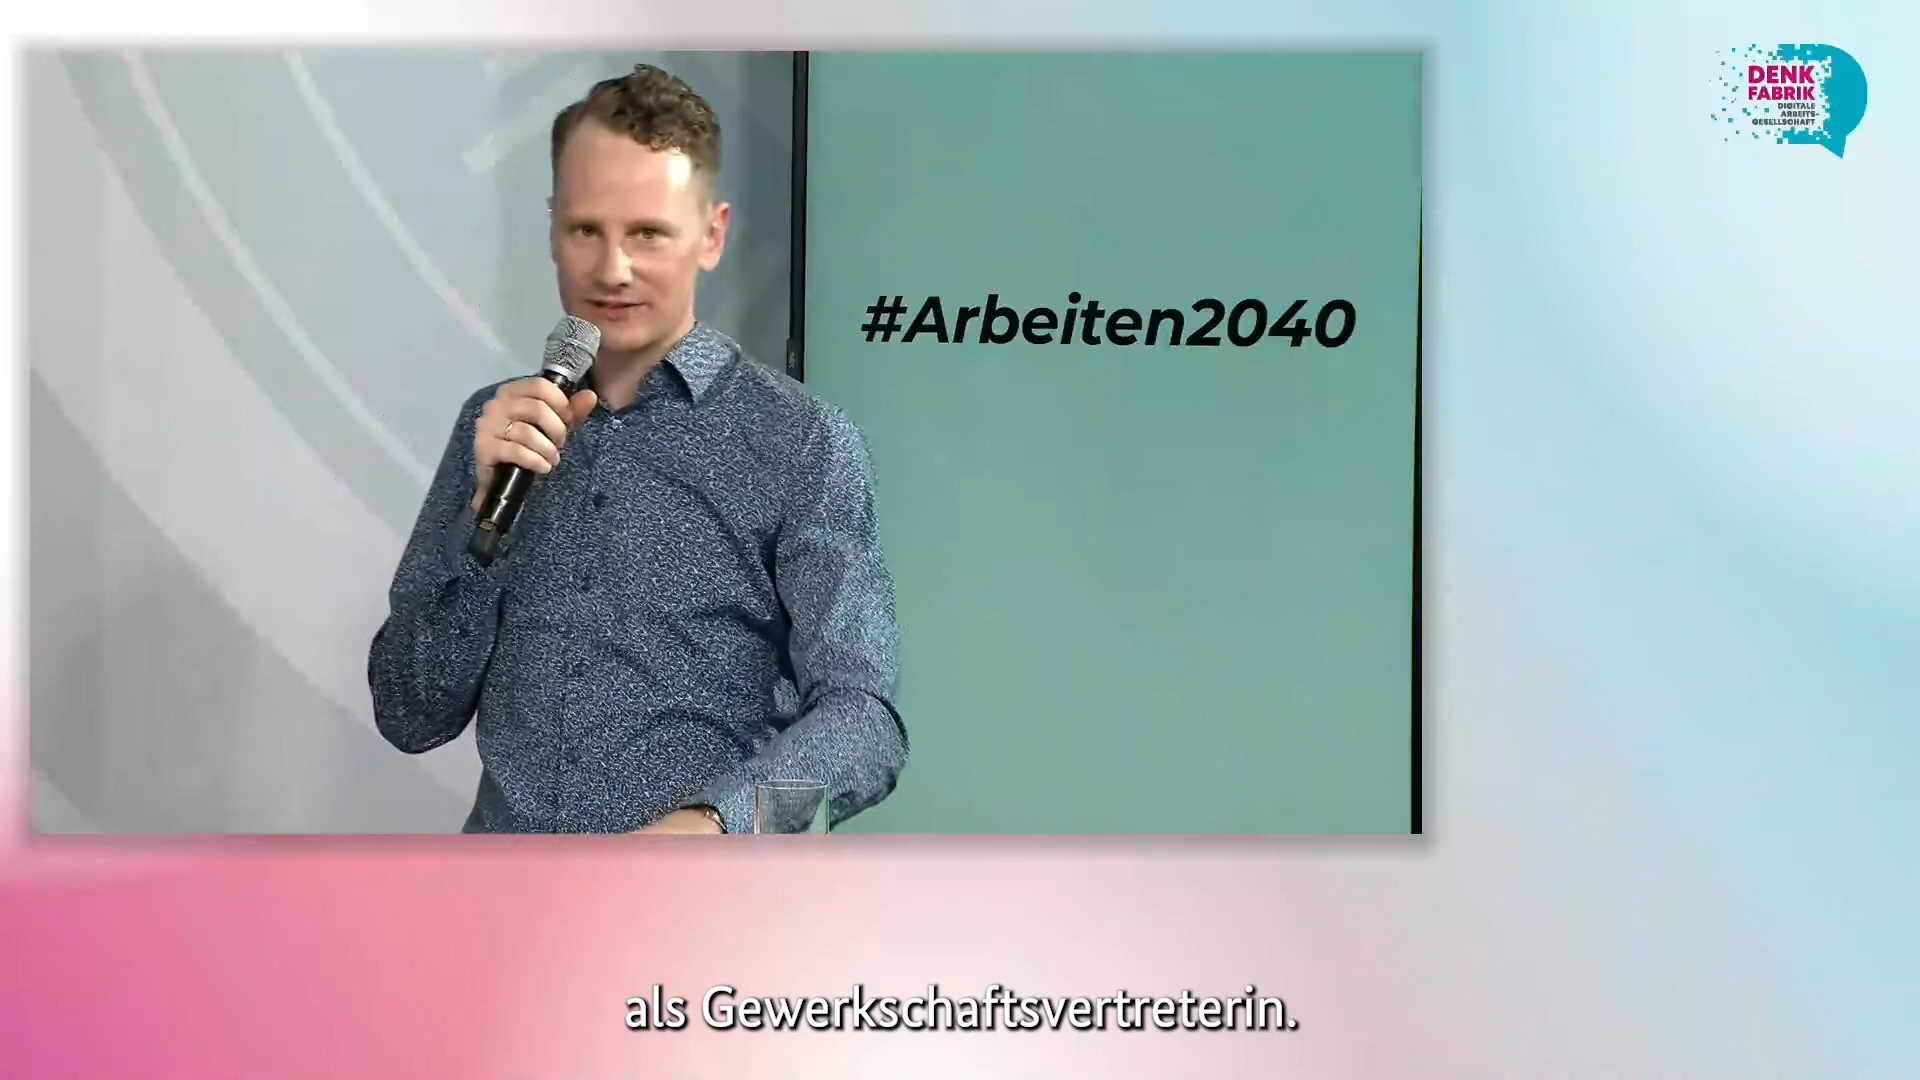 DENK
FABRIK
DIGITALE
ARBEITS-
GESELLSCHAFT
#Arbeiten2040
als Gewerkschaftsvertreterin.